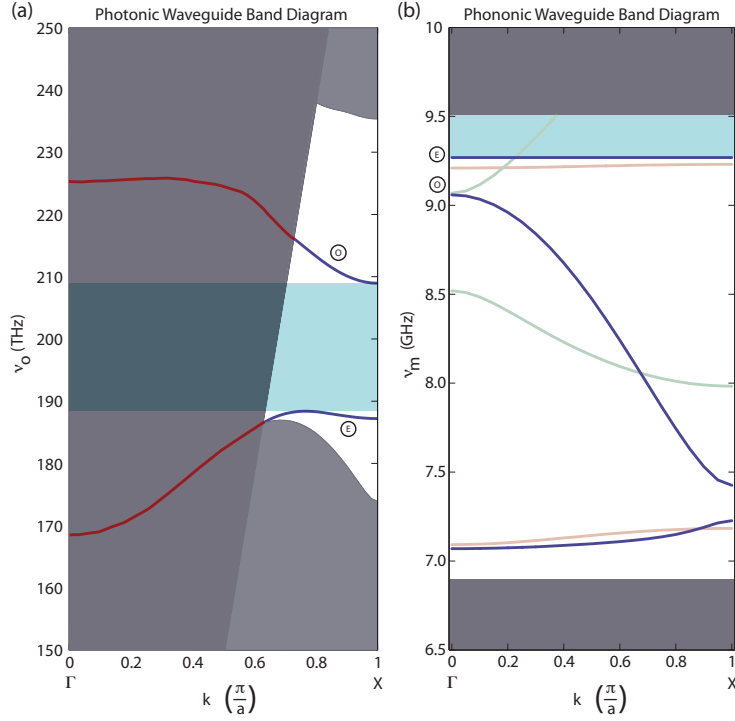 (a)
Photonic Waveguide Band Diagram
250
240
230
225
220
210
200
190
180
170
160
150
νo (THz)
O
E
0
0.2
0.4
0.6
0.8
1
Γ
k (π/a)
X
(b)
Phononic Waveguide Band Diagram
10
9.5
9.0
8.5
8.0
7.5
7.0
6.5
νm (GHz)
E
O
0
0.2
0.4
0.6
0.8
1
Γ
k (π/a)
X